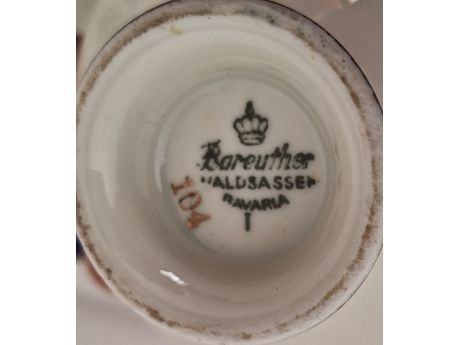 Bareuther
WALDSASSEN
BAVARIA
I
104